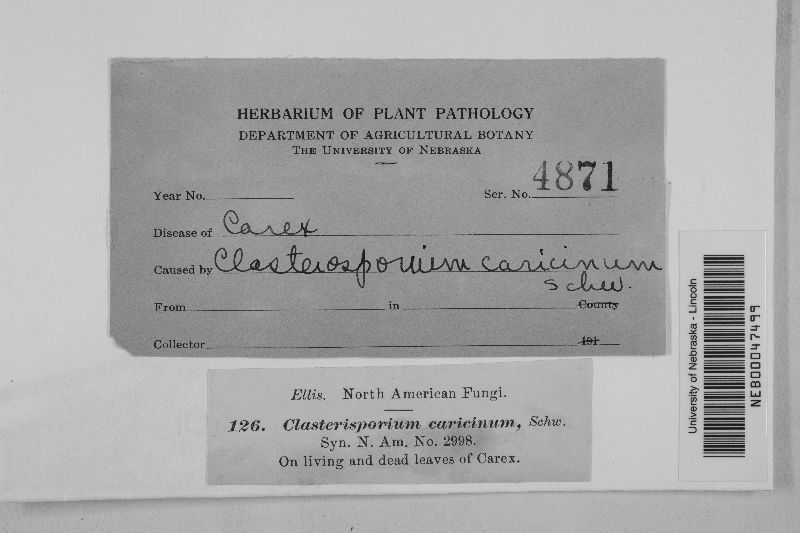 HERBARIUM OF PLANT PATHOLOGY
DEPARTMENT OF AGRICULTURAL BOTANY
THE UNIVERSITY OF NEBRASKA
Year No.
Ser. No. 4871
Disease of Carex
Caused by Clasterosporium caricinum
Schw.
From in County
Collector 191
Ellis. North American Fungi.
126. Clasterisporium caricinum, Schw.
Syn. N. Am. No. 2998.
On living and dead leaves of Carex.
University of Nebraska - Lincoln
NEB00047499